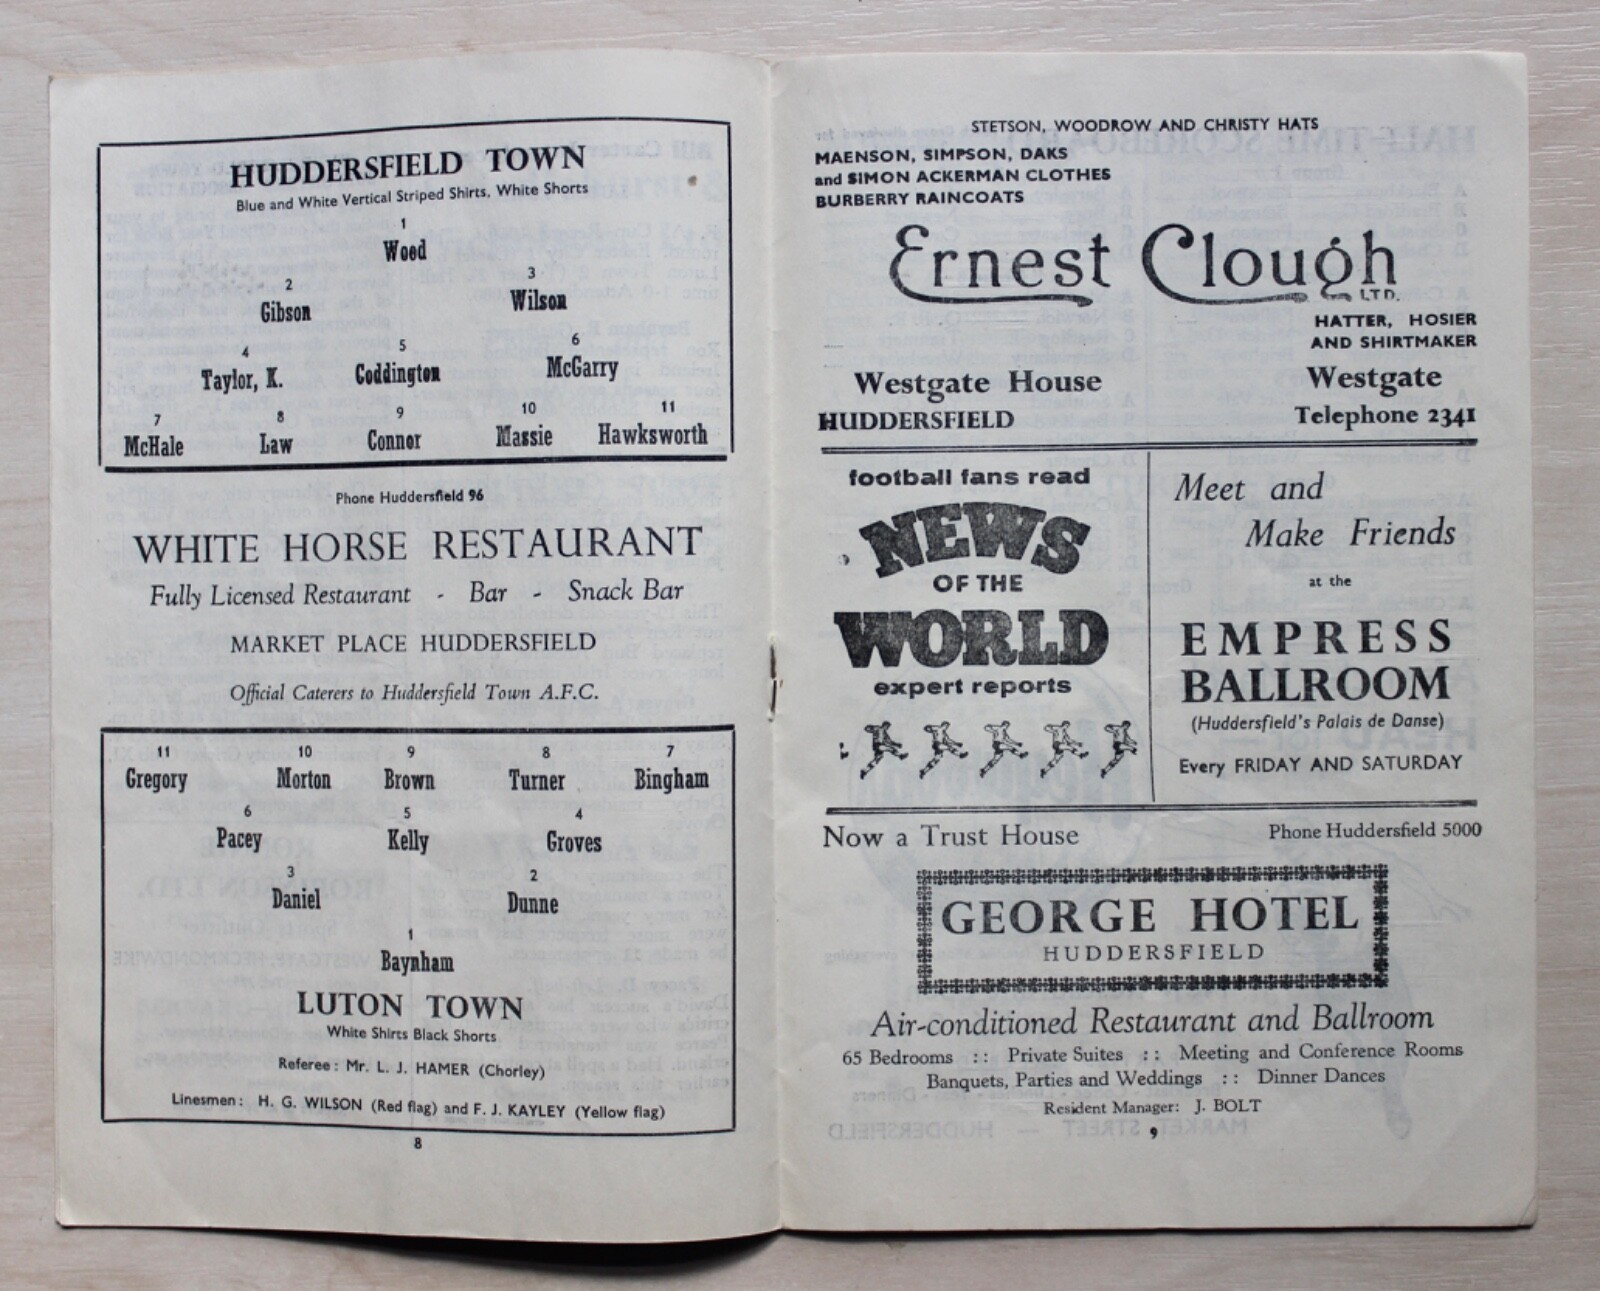 HUDDERSFIELD TOWN
Blue and White Vertical Striped Shirts, White Shorts
1
Wood
2 3
Gibson Wilson
4 5 6
Taylor, K. Coddington McGarry
7 8 9 10 11
McHale Law Connor Massie Hawksworth
Phone Huddersfield 96
WHITE HORSE RESTAURANT
Fully Licensed Restaurant - Bar - Snack Bar
MARKET PLACE HUDDERSFIELD
Official Caterers to Huddersfield Town A.F.C.
11 10 9 8 7
Gregory Morton Brown Turner Bingham
6 5 4
Pacey Kelly Groves
3 2
Daniel Dunne
1
Baynham
LUTON TOWN
White Shirts Black Shorts
Referee: Mr. L. J. HAMER (Chorley)
Linesmen: H. G. WILSON (Red flag) and F. J. KAYLEY (Yellow flag)
8
STETSON, WOODROW AND CHRISTY HATS
MAENSON, SIMPSON, DAKS
and SIMON ACKERMAN CLOTHES
BURBERRY RAINCOATS
Ernest Clough
LTD.
HATTER, HOSIER
AND SHIRTMAKER
Westgate House Westgate
HUDDERSFIELD Telephone 2341
football fans read
NEWS
OF THE
WORLD
expert reports
Meet and
Make Friends
at the
EMPRESS
BALLROOM
(Huddersfield's Palais de Danse)
Every FRIDAY AND SATURDAY
Now a Trust House Phone Huddersfield 5000
GEORGE HOTEL
HUDDERSFIELD
Air-conditioned Restaurant and Ballroom
65 Bedrooms :: Private Suites :: Meeting and Conference Rooms
Banquets, Parties and Weddings :: Dinner Dances
Resident Manager: J. BOLT
9